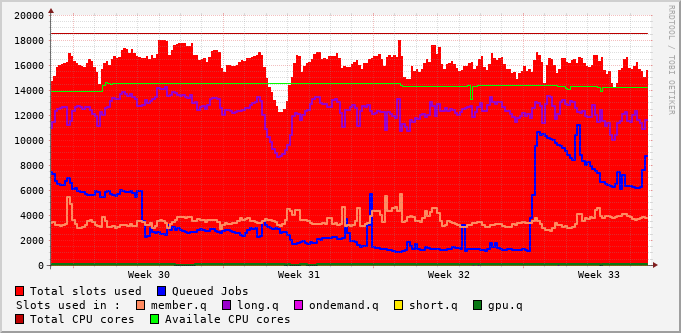 RRDTOOL / TOBI OETIKER
20000
18000
16000
14000
12000
10000
8000
6000
4000
2000
0
Week 30 Week 31 Week 32 Week 33
Total slots used Queued Jobs
Slots used in : member.q long.q ondemand.q short.q gpu.q
Total CPU cores Availale CPU cores